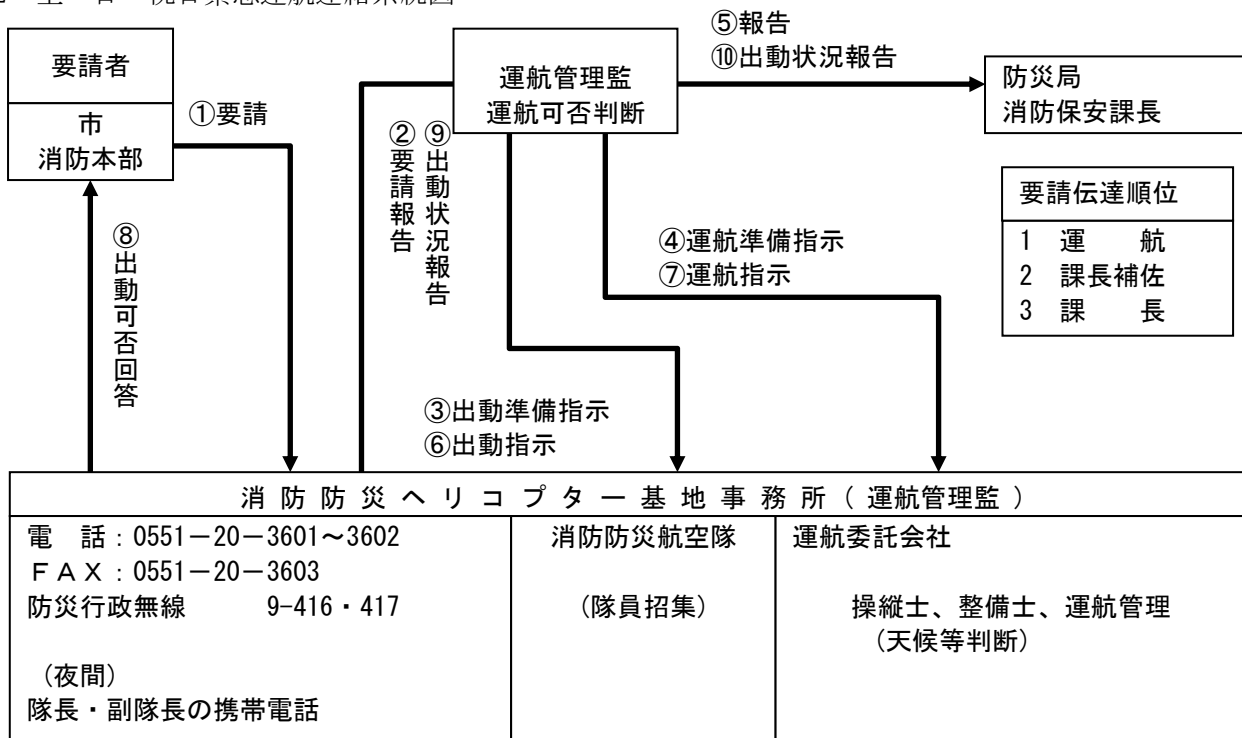 ⑤報告
⑩出動状況報告
要請者
市
消防本部
①要請
運航管理監
運航可否判断
防災局
消防保安課長
②要請報告
⑨出動状況報告
要請伝達順位
1 運　　航
2 課長補佐
3 課　　長
④運航準備指示
⑦運航指示
⑧出動可否回答
③出動準備指示
⑥出動指示
消 防 防 災 ヘ リ コ プ タ ー 基 地 事 務 所 ( 運航管理監 )
電　話：0551－20－3601～3602
ＦＡＸ：0551－20－3603
防災行政無線　　9-416・417
（夜間）
隊長・副隊長の携帯電話
消防防災航空隊
（隊員招集）
運航委託会社
操縦士、整備士、運航管理
（天候等判断）